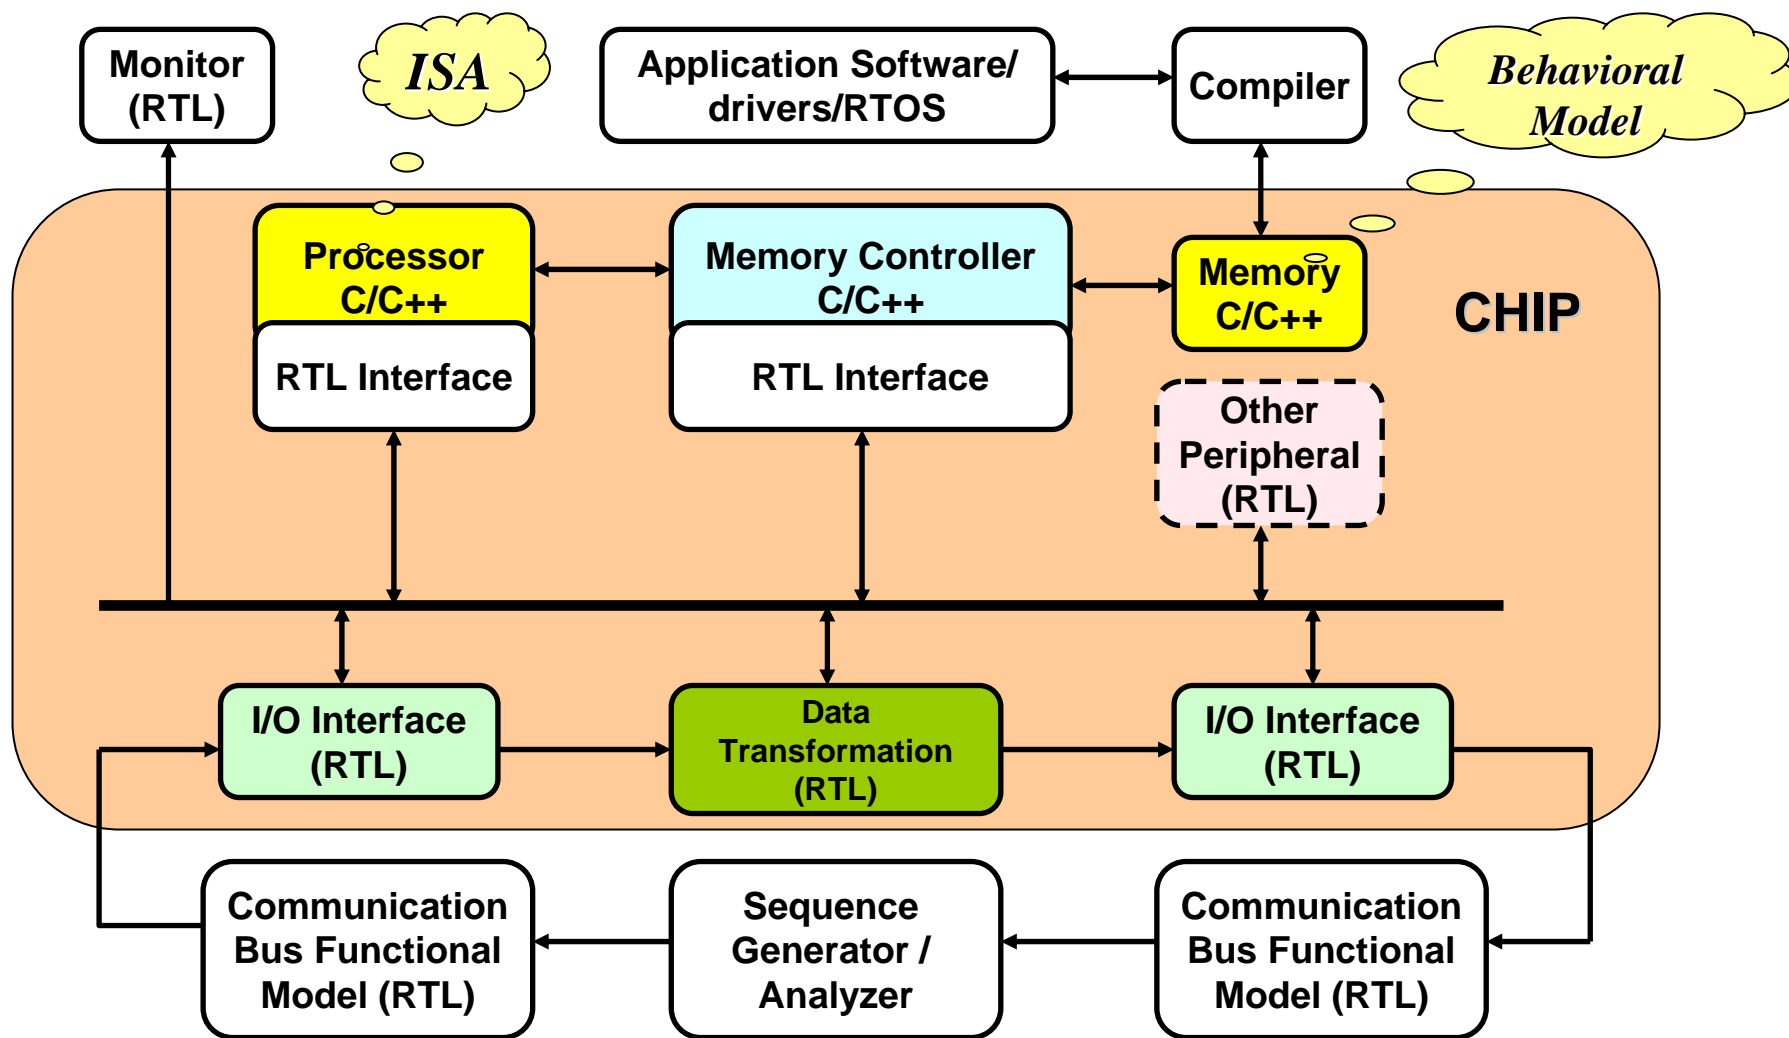 Monitor
(RTL)
ISA
Application Software/
drivers/RTOS
Compiler
Behavioral
Model
Processor
C/C++
RTL Interface
Memory Controller
C/C++
RTL Interface
Memory
C/C++
CHIP
Other
Peripheral
(RTL)
I/O Interface
(RTL)
Data
Transformation
(RTL)
I/O Interface
(RTL)
Communication
Bus Functional
Model (RTL)
Sequence
Generator /
Analyzer
Communication
Bus Functional
Model (RTL)